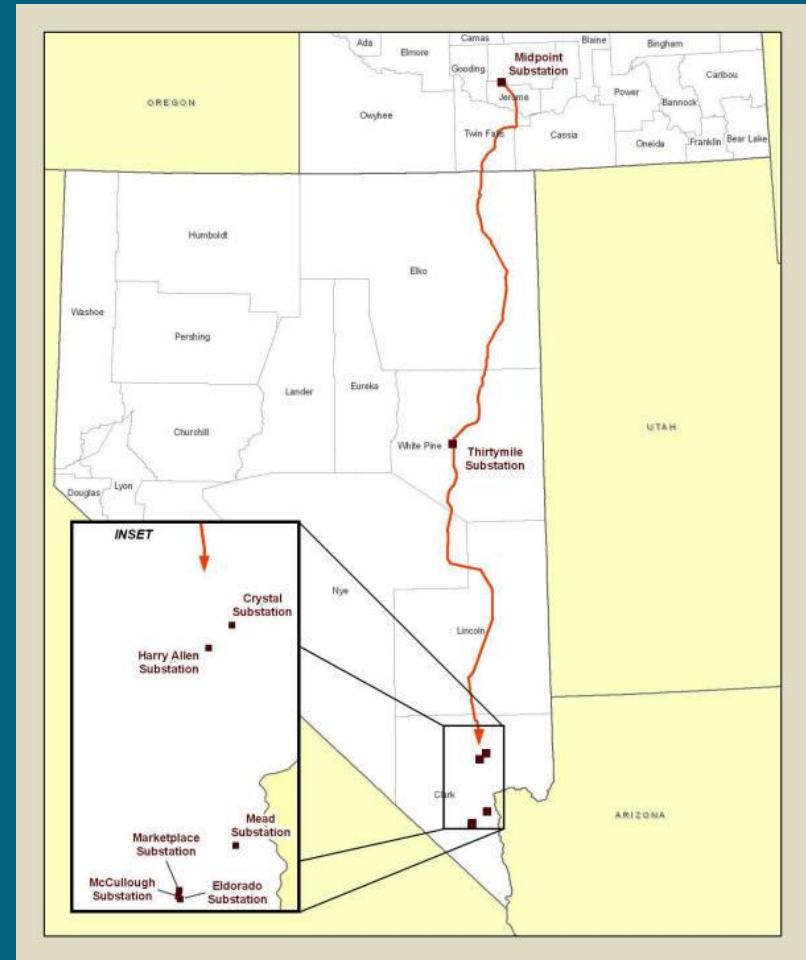 Ada
Elmore
Camas
Blaine
Bingham
Gooding
Midpoint
Substation
Caribou
Jerome
Power
Bannock
OREGON
Owyhee
Twin Falls
Cassia
Oneida
Franklin
Bear Lake
Humboldt
Elko
Washoe
Pershing
Lander
Eureka
Churchill
White Pine
Thirtymile
Substation
UTAH
Douglas
Lyon
INSET
Nye
Crystal
Substation
Harry Allen
Substation
Lincoln
Clark
ARIZONA
Mead
Substation
Marketplace
Substation
McCullough
Substation
Eldorado
Substation